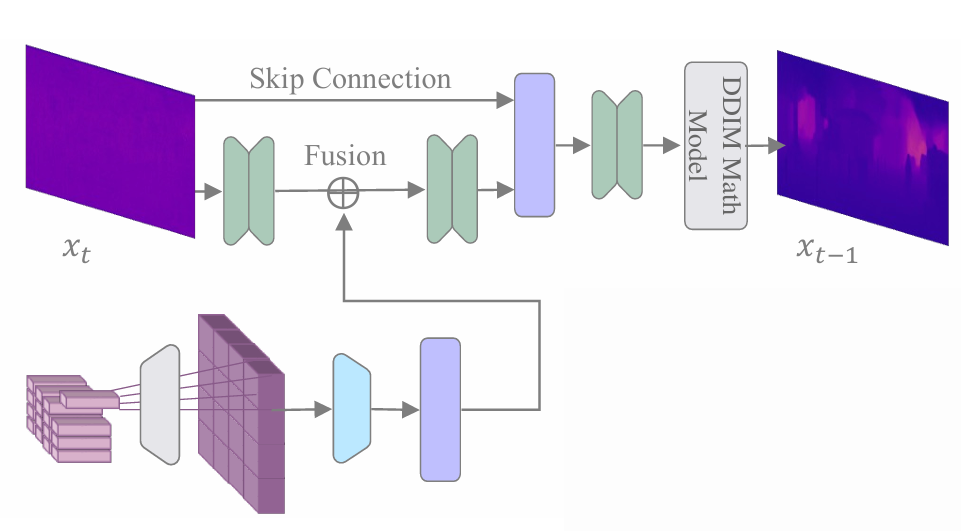 Skip Connection
Fusion
DDIM Math
Model
x_t
x_{t−1}